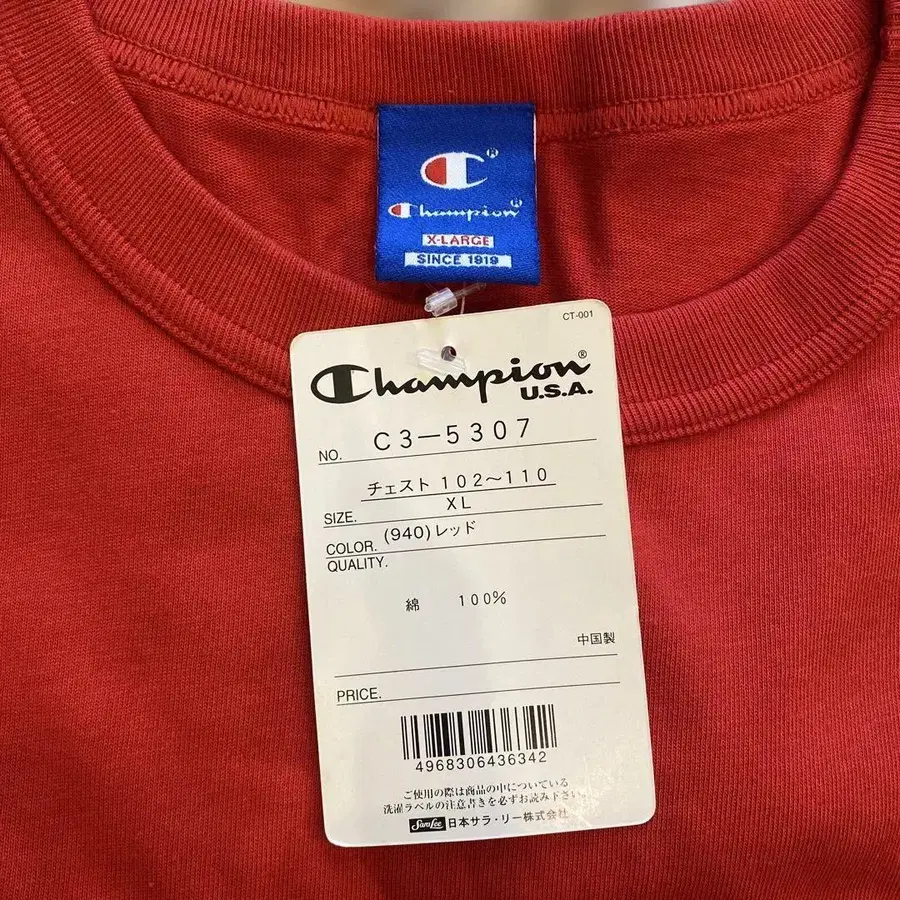 Champion®
X-LARGE
SINCE 1919
CT-001
Champion®
U.S.A.
NO. C3-5307
チェスト 102~110
SIZE. XL
COLOR. (940)レッド
QUALITY.
綿 100%
中国製
PRICE.
4968306436342
ご使用の際は商品の中についている
洗濯ラベルの注意書きを必ずお読み下さい。
Sara Lee 日本サラ・リー株式会社